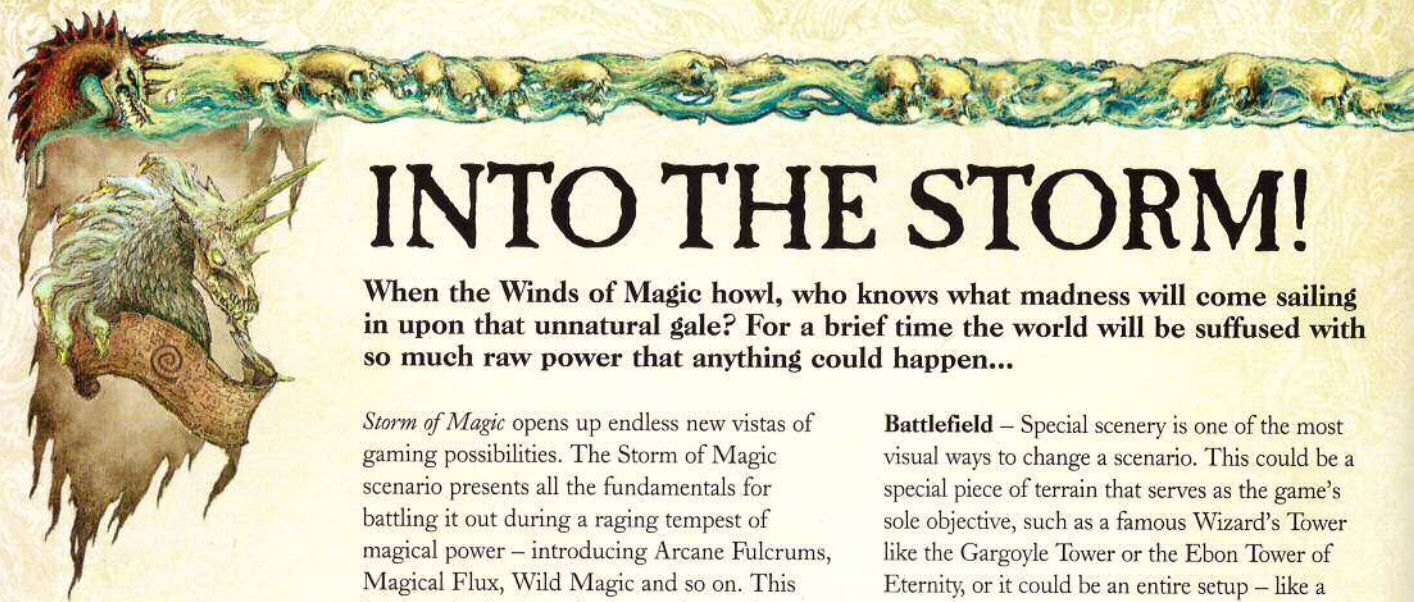 INTO THE STORM!
When the Winds of Magic howl, who knows what madness will come sailing
in upon that unnatural gale? For a brief time the world will be suffused with
so much raw power that anything could happen...
Storm of Magic opens up endless new vistas of
gaming possibilities. The Storm of Magic
scenario presents all the fundamentals for
battling it out during a raging tempest of
magical power – introducing Arcane Fulcrums,
Magical Flux, Wild Magic and so on. This
Battlefield – Special scenery is one of the most
visual ways to change a scenario. This could be a
special piece of terrain that serves as the game's
sole objective, such as a famous Wizard's Tower
like the Gargoyle Tower or the Ebon Tower of
Eternity, or it could be an entire setup – like a